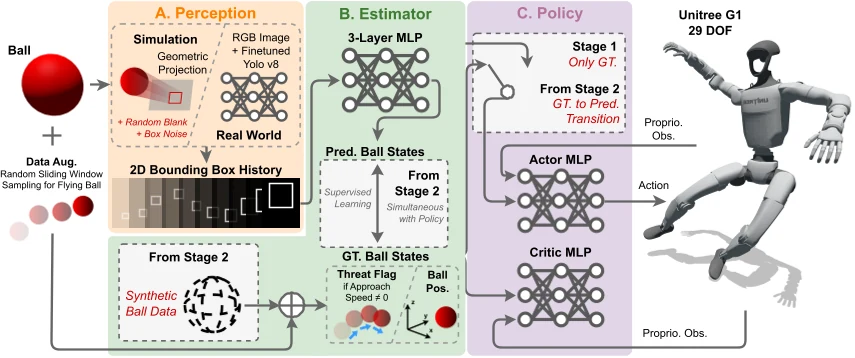 A. Perception
B. Estimator
C. Policy
Unitree G1
29 DOF
Ball
Data Aug.
Random Sliding Window
Sampling for Flying Ball
Simulation
Geometric
Projection
+ Random Blank
+ Box Noise
RGB Image
+ Finetuned
Yolo v8
Real World
2D Bounding Box History
From Stage 2
Synthetic
Ball Data
3-Layer MLP
Pred. Ball States
Supervised
Learning
From
Stage 2
Simultaneous
with Policy
GT. Ball States
Threat Flag
if Approach
Speed ≠ 0
Ball
Pos.
z
y
x
Stage 1
Only GT.
From Stage 2
GT. to Pred.
Transition
Actor MLP
Critic MLP
Proprio.
Obs.
Action
Proprio. Obs.